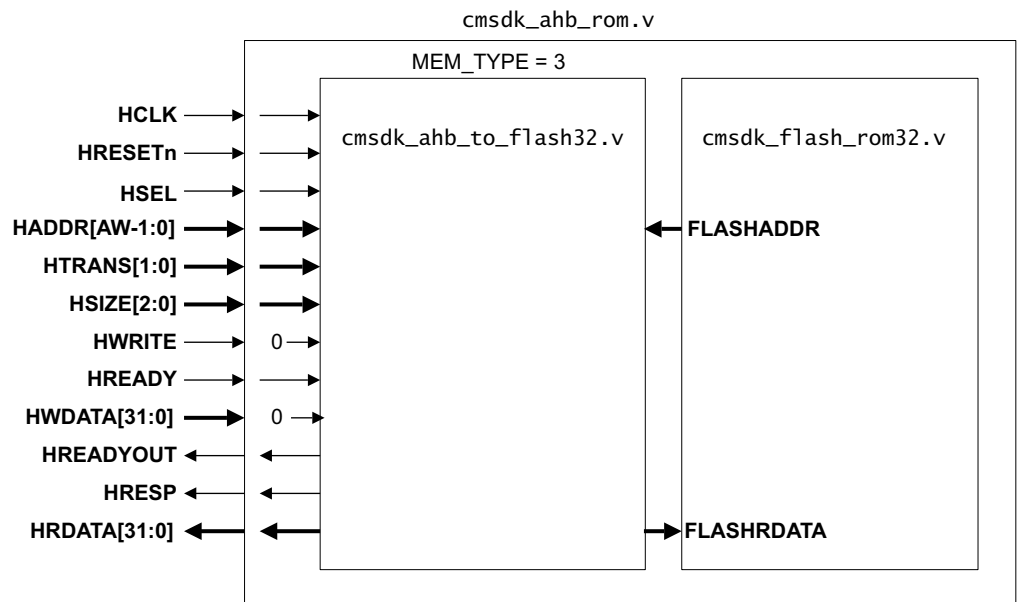 cmsdk_ahb_rom.v
MEM_TYPE = 3
cmsdk_ahb_to_flash32.v
cmsdk_flash_rom32.v
HCLK
HRESETn
HSEL
HADDR[AW-1:0]
FLASHADDR
HTRANS[1:0]
HSIZE[2:0]
HWRITE
0
HREADY
HWDATA[31:0]
0
HREADYOUT
HRESP
HRDATA[31:0]
FLASHRDATA